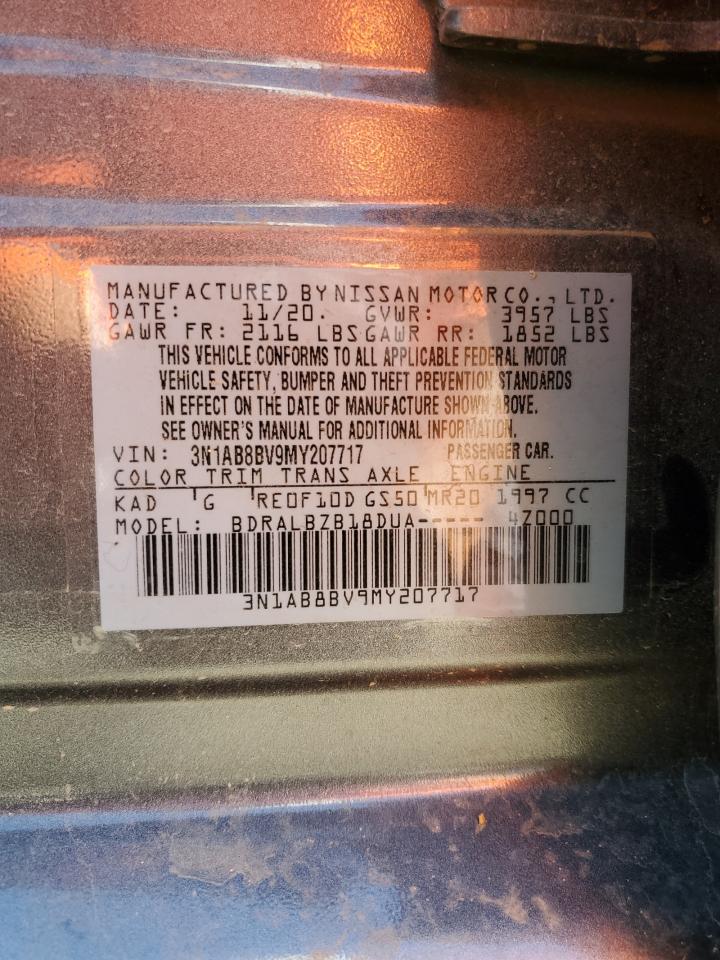 MANUFACTURED BY NISSAN MOTOR CO., LTD.
DATE: 11/20. GVWR: 3957 LBS
GAWR FR: 2116 LBS GAWR RR: 1852 LBS
THIS VEHICLE CONFORMS TO ALL APPLICABLE FEDERAL MOTOR
VEHICLE SAFETY, BUMPER AND THEFT PREVENTION STANDARDS
IN EFFECT ON THE DATE OF MANUFACTURE SHOWN ABOVE.
SEE OWNER'S MANUAL FOR ADDITIONAL INFORMATION.
VIN: 3N1AB8BV9MY207717 PASSENGER CAR.
COLOR TRIM TRANS AXLE ENGINE
KAD G RE0F10D GS50 MR20 1997 CC
MODEL: BDRALBZB18DUA----- 4Z000
3N1AB8BV9MY207717